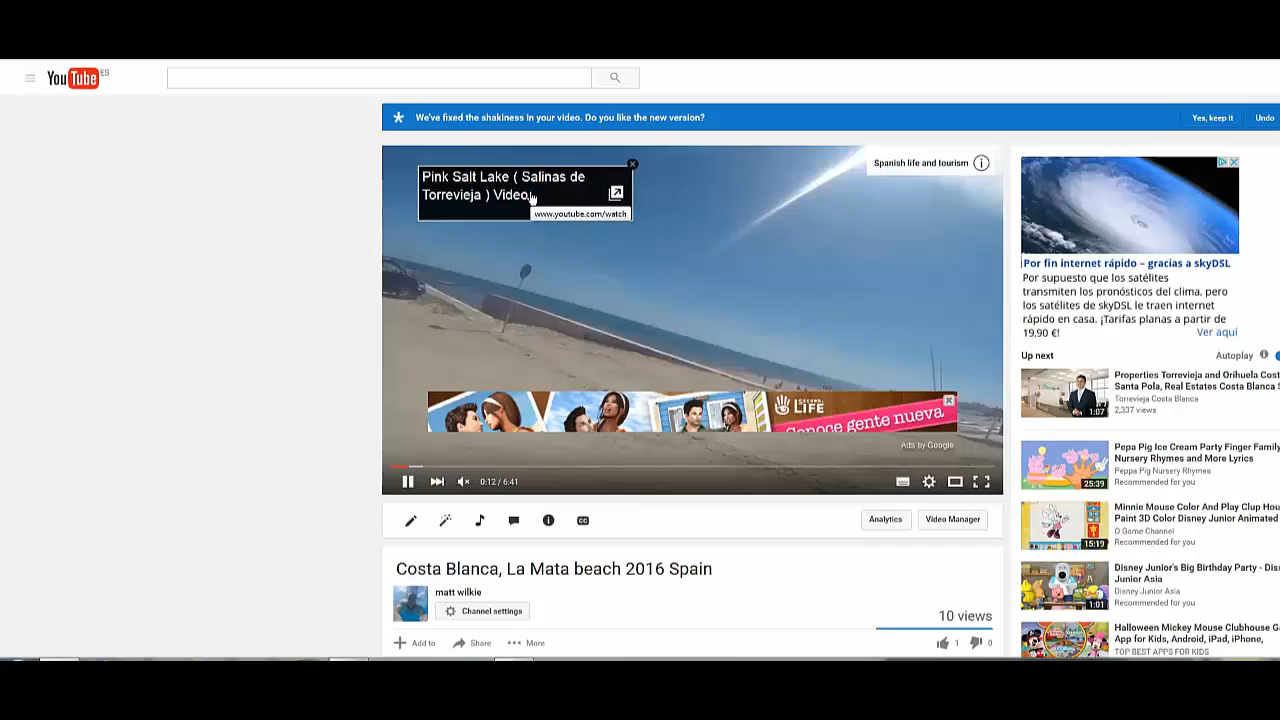 YouTube ES
We've fixed the shakiness in your video. Do you like the new version?
Yes, keep it
Undo
Pink Salt Lake ( Salinas de
Torrevieja ) Video
www.youtube.com/watch
Spanish life and tourism
SECOND
LIFE
Conoce gente nueva
Ads by Google
0:12 / 6:41
CC
Analytics
Video Manager
Costa Blanca, La Mata beach 2016 Spain
matt wilkie
Channel settings
10 views
Add to
Share
More
1
0
Por fin internet rápido – gracias a skyDSL
Por supuesto que los satélites
transmiten los pronósticos del clima, pero
los satélites de skyDSL le traen internet
rápido en casa. ¡Tarifas planas a partir de
19,90 €!
Ver aquí
Up next
Autoplay
Properties Torrevieja and Orihuela Cost
Santa Pola, Real Estates Costa Blanca S
Torrevieja Costa Blanca
2,337 views
1:07
Pepa Pig Ice Cream Party Finger Family
Nursery Rhymes and More Lyrics
Peppa Pig Nursery Rhymes
Recommended for you
25:39
Minnie Mouse Color And Play Clup Hou
Paint 3D Color Disney Junior Animated
O Game Channel
Recommended for you
15:19
Disney Junior's Big Birthday Party - Dis
Junior Asia
Disney Junior Asia
Recommended for you
1:01
Halloween Mickey Mouse Clubhouse Ga
App for Kids, Android, iPad, iPhone,
TOP BEST APPS FOR KIDS